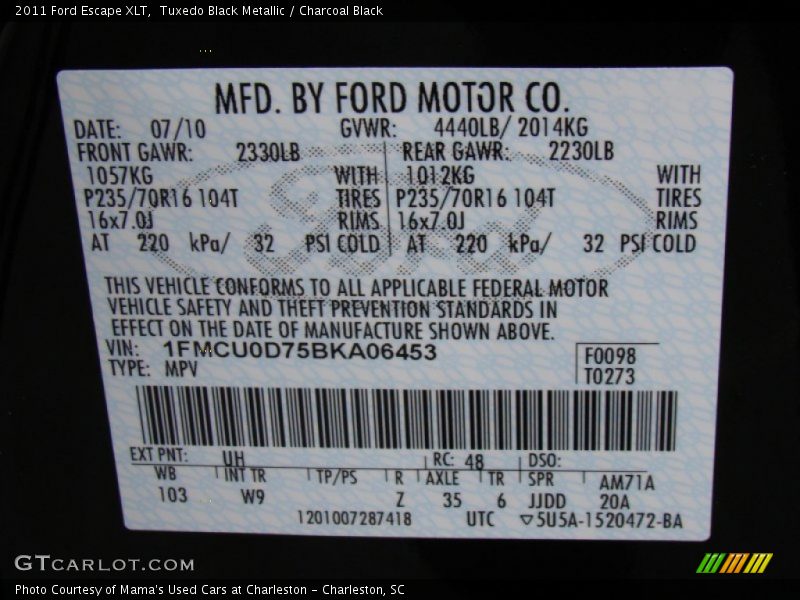 2011 Ford Escape XLT,  Tuxedo Black Metallic / Charcoal Black
MFD. BY FORD MOTOR CO.
DATE: 07/10 GVWR: 4440LB/ 2014KG
FRONT GAWR: 2330LB REAR GAWR: 2230LB
1057KG WITH 1012KG WITH
P235/70R16 104T TIRES P235/70R16 104T TIRES
16x7.0J RIMS 16x7.0J RIMS
AT 220 kPa/ 32 PSI COLD AT 220 kPa/ 32 PSI COLD
Ford
THIS VEHICLE CONFORMS TO ALL APPLICABLE FEDERAL MOTOR
VEHICLE SAFETY AND THEFT PREVENTION STANDARDS IN
EFFECT ON THE DATE OF MANUFACTURE SHOWN ABOVE.
VIN: 1FMCU0D75BKA06453 F0098
TYPE: MPV T0273
EXT PNT: UH RC: 48 DSO:
WB INT TR TP/PS R AXLE TR SPR AM71A
103 W9 Z 35 6 JJDD 20A
1201007287418 UTC ▽5U5A-1520472-BA
GTCARLOT.COM
Photo Courtesy of Mama's Used Cars at Charleston - Charleston, SC